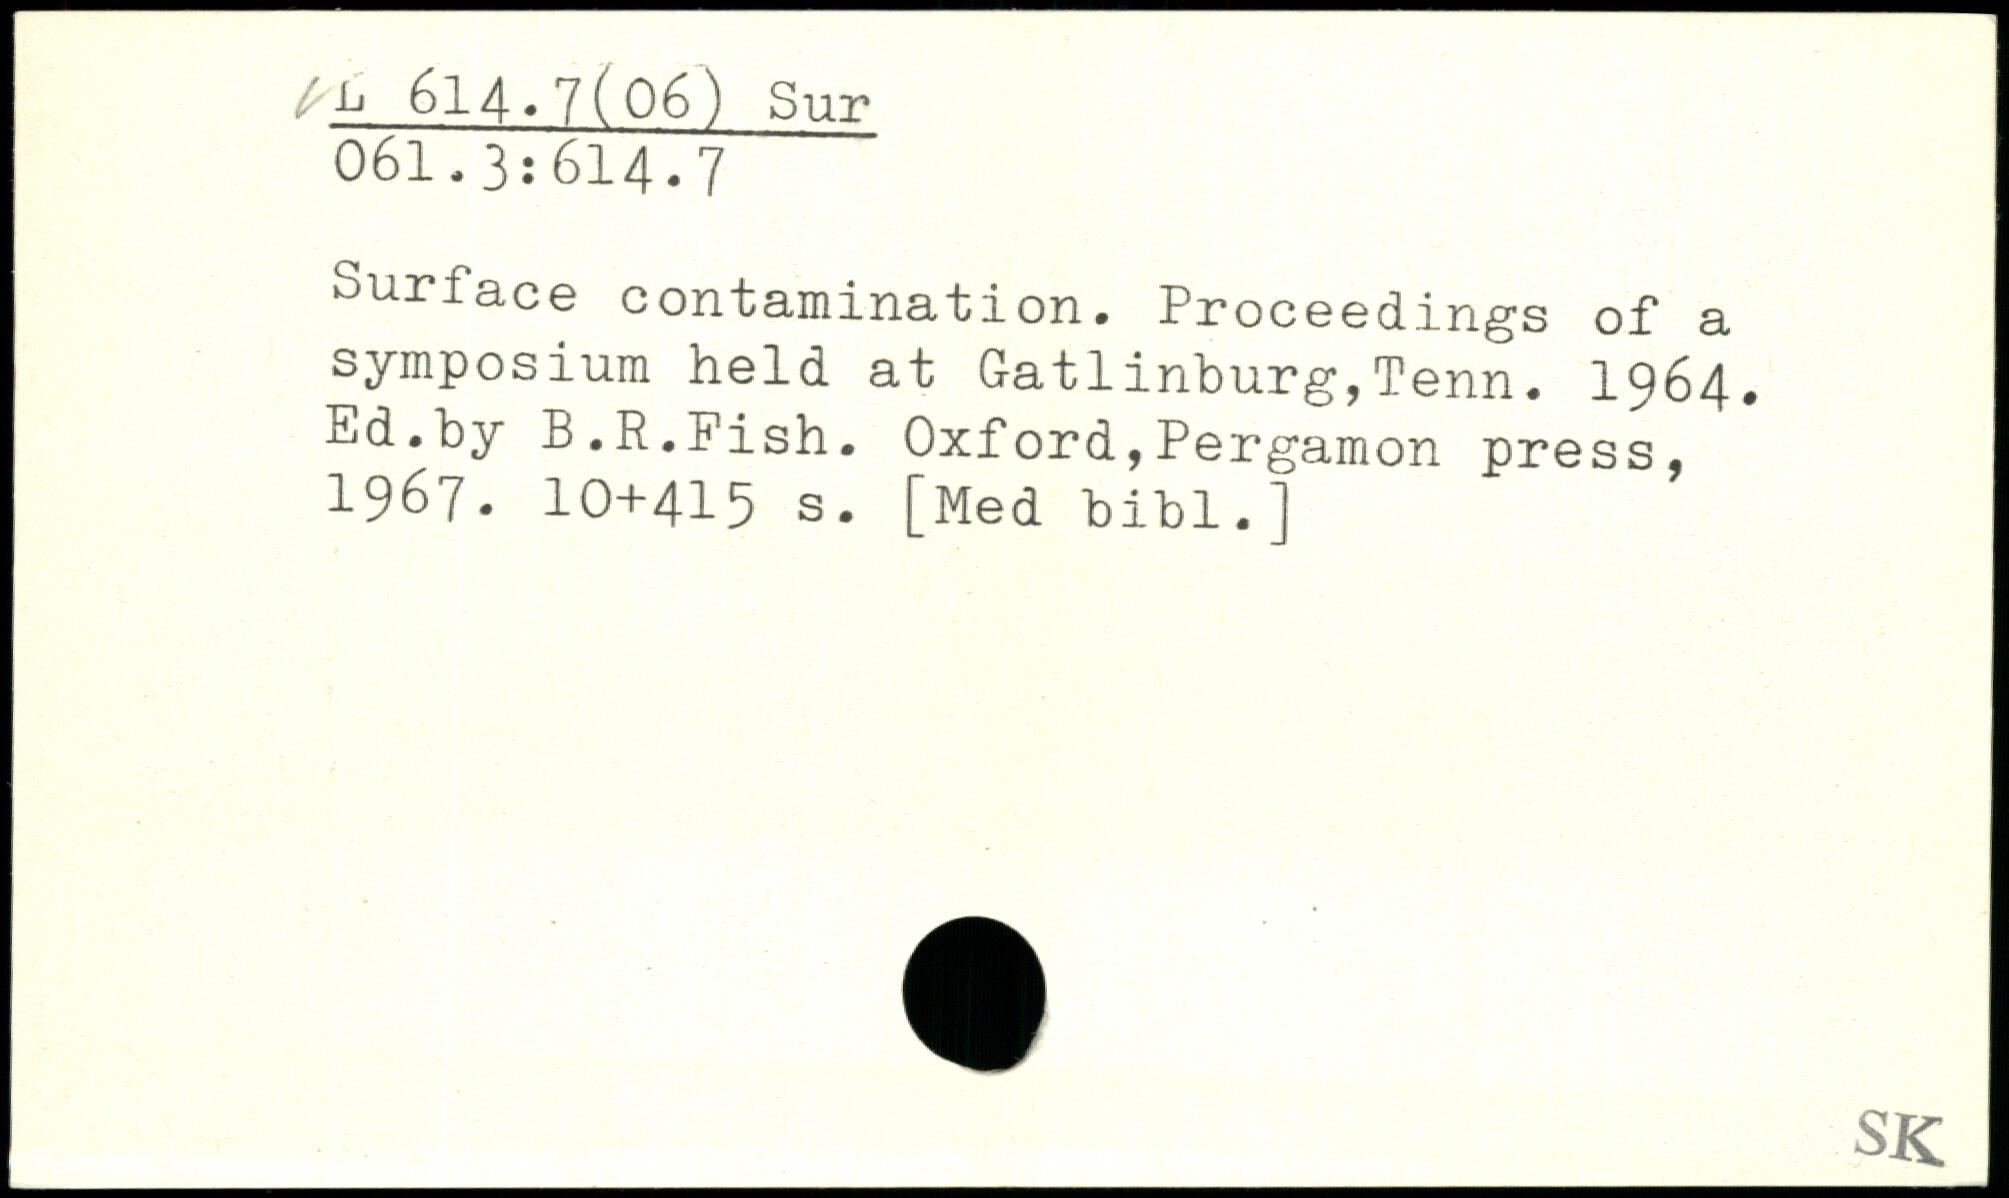 L 614.7(06) Sur
061.3:614.7
Surface contamination. Proceedings of a
symposium held at Gatlinburg,Tenn. 1964.
Ed.by B.R.Fish. Oxford,Pergamon press,
1967. 10+415 s. [Med bibl.]
SK